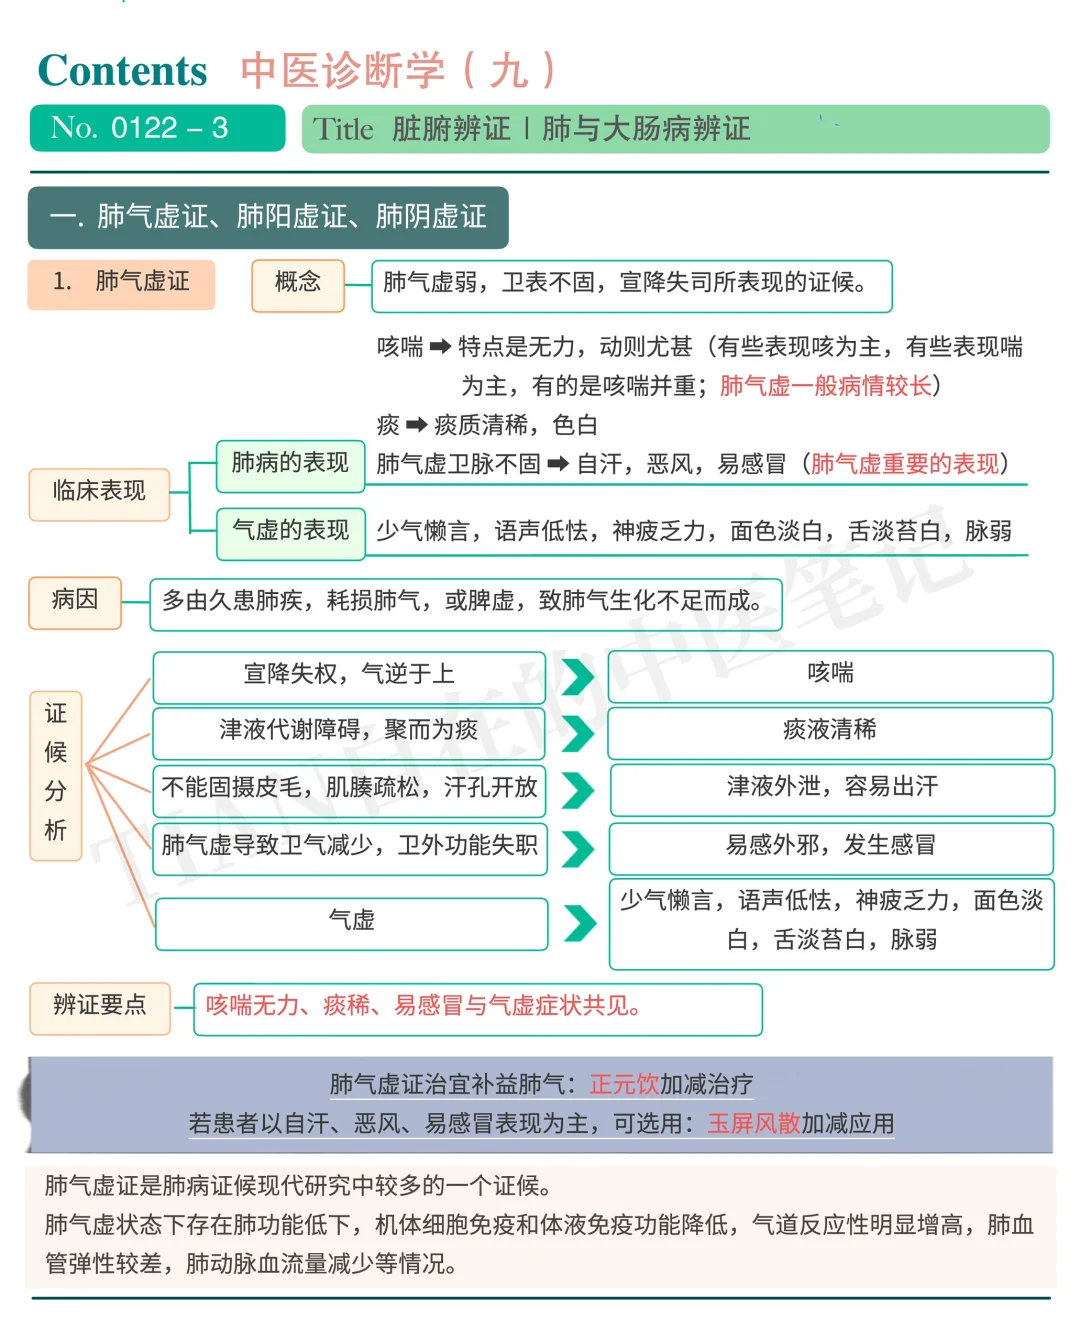 Contents 中医诊断学（九）
No. 0122 – 3
Title 脏腑辨证 | 肺与大肠病辨证
一. 肺气虚证、肺阳虚证、肺阴虚证
1. 肺气虚证
概念
肺气虚弱，卫表不固，宣降失司所表现的证候。
咳喘 ➡ 特点是无力，动则尤甚（有些表现咳为主，有些表现喘
为主，有的是咳喘并重；肺气虚一般病情较长）
痰 ➡ 痰质清稀，色白
临床表现
肺病的表现
肺气虚卫脉不固 ➡ 自汗，恶风，易感冒（肺气虚重要的表现）
气虚的表现
少气懒言，语声低怯，神疲乏力，面色淡白，舌淡苔白，脉弱
病因
多由久患肺疾，耗损肺气，或脾虚，致肺气生化不足而成。
证候分析
宣降失权，气逆于上
咳喘
津液代谢障碍，聚而为痰
痰液清稀
不能固摄皮毛，肌腠疏松，汗孔开放
津液外泄，容易出汗
肺气虚导致卫气减少，卫外功能失职
易感外邪，发生感冒
气虚
少气懒言，语声低怯，神疲乏力，面色淡
白，舌淡苔白，脉弱
辨证要点
咳喘无力、痰稀、易感冒与气虚症状共见。
肺气虚证治宜补益肺气：正元饮加减治疗
若患者以自汗、恶风、易感冒表现为主，可选用：玉屏风散加减应用
肺气虚证是肺病证候现代研究中较多的一个证候。
肺气虚状态下存在肺功能低下，机体细胞免疫和体液免疫功能降低，气道反应性明显增高，肺血
管弹性较差，肺动脉血流量减少等情况。
TIAN自在的中医笔记